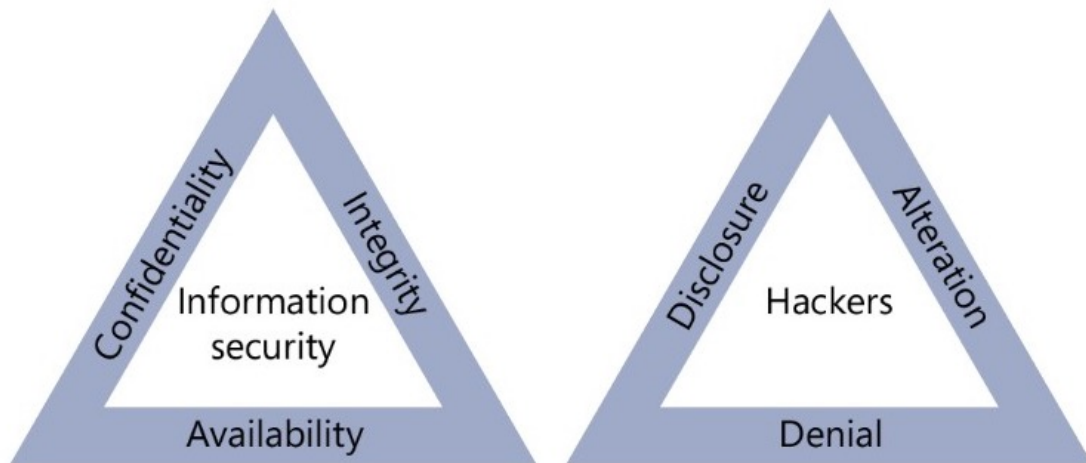 Confidentiality
Integrity
Information
security
Availability
Disclosure
Alteration
Hackers
Denial